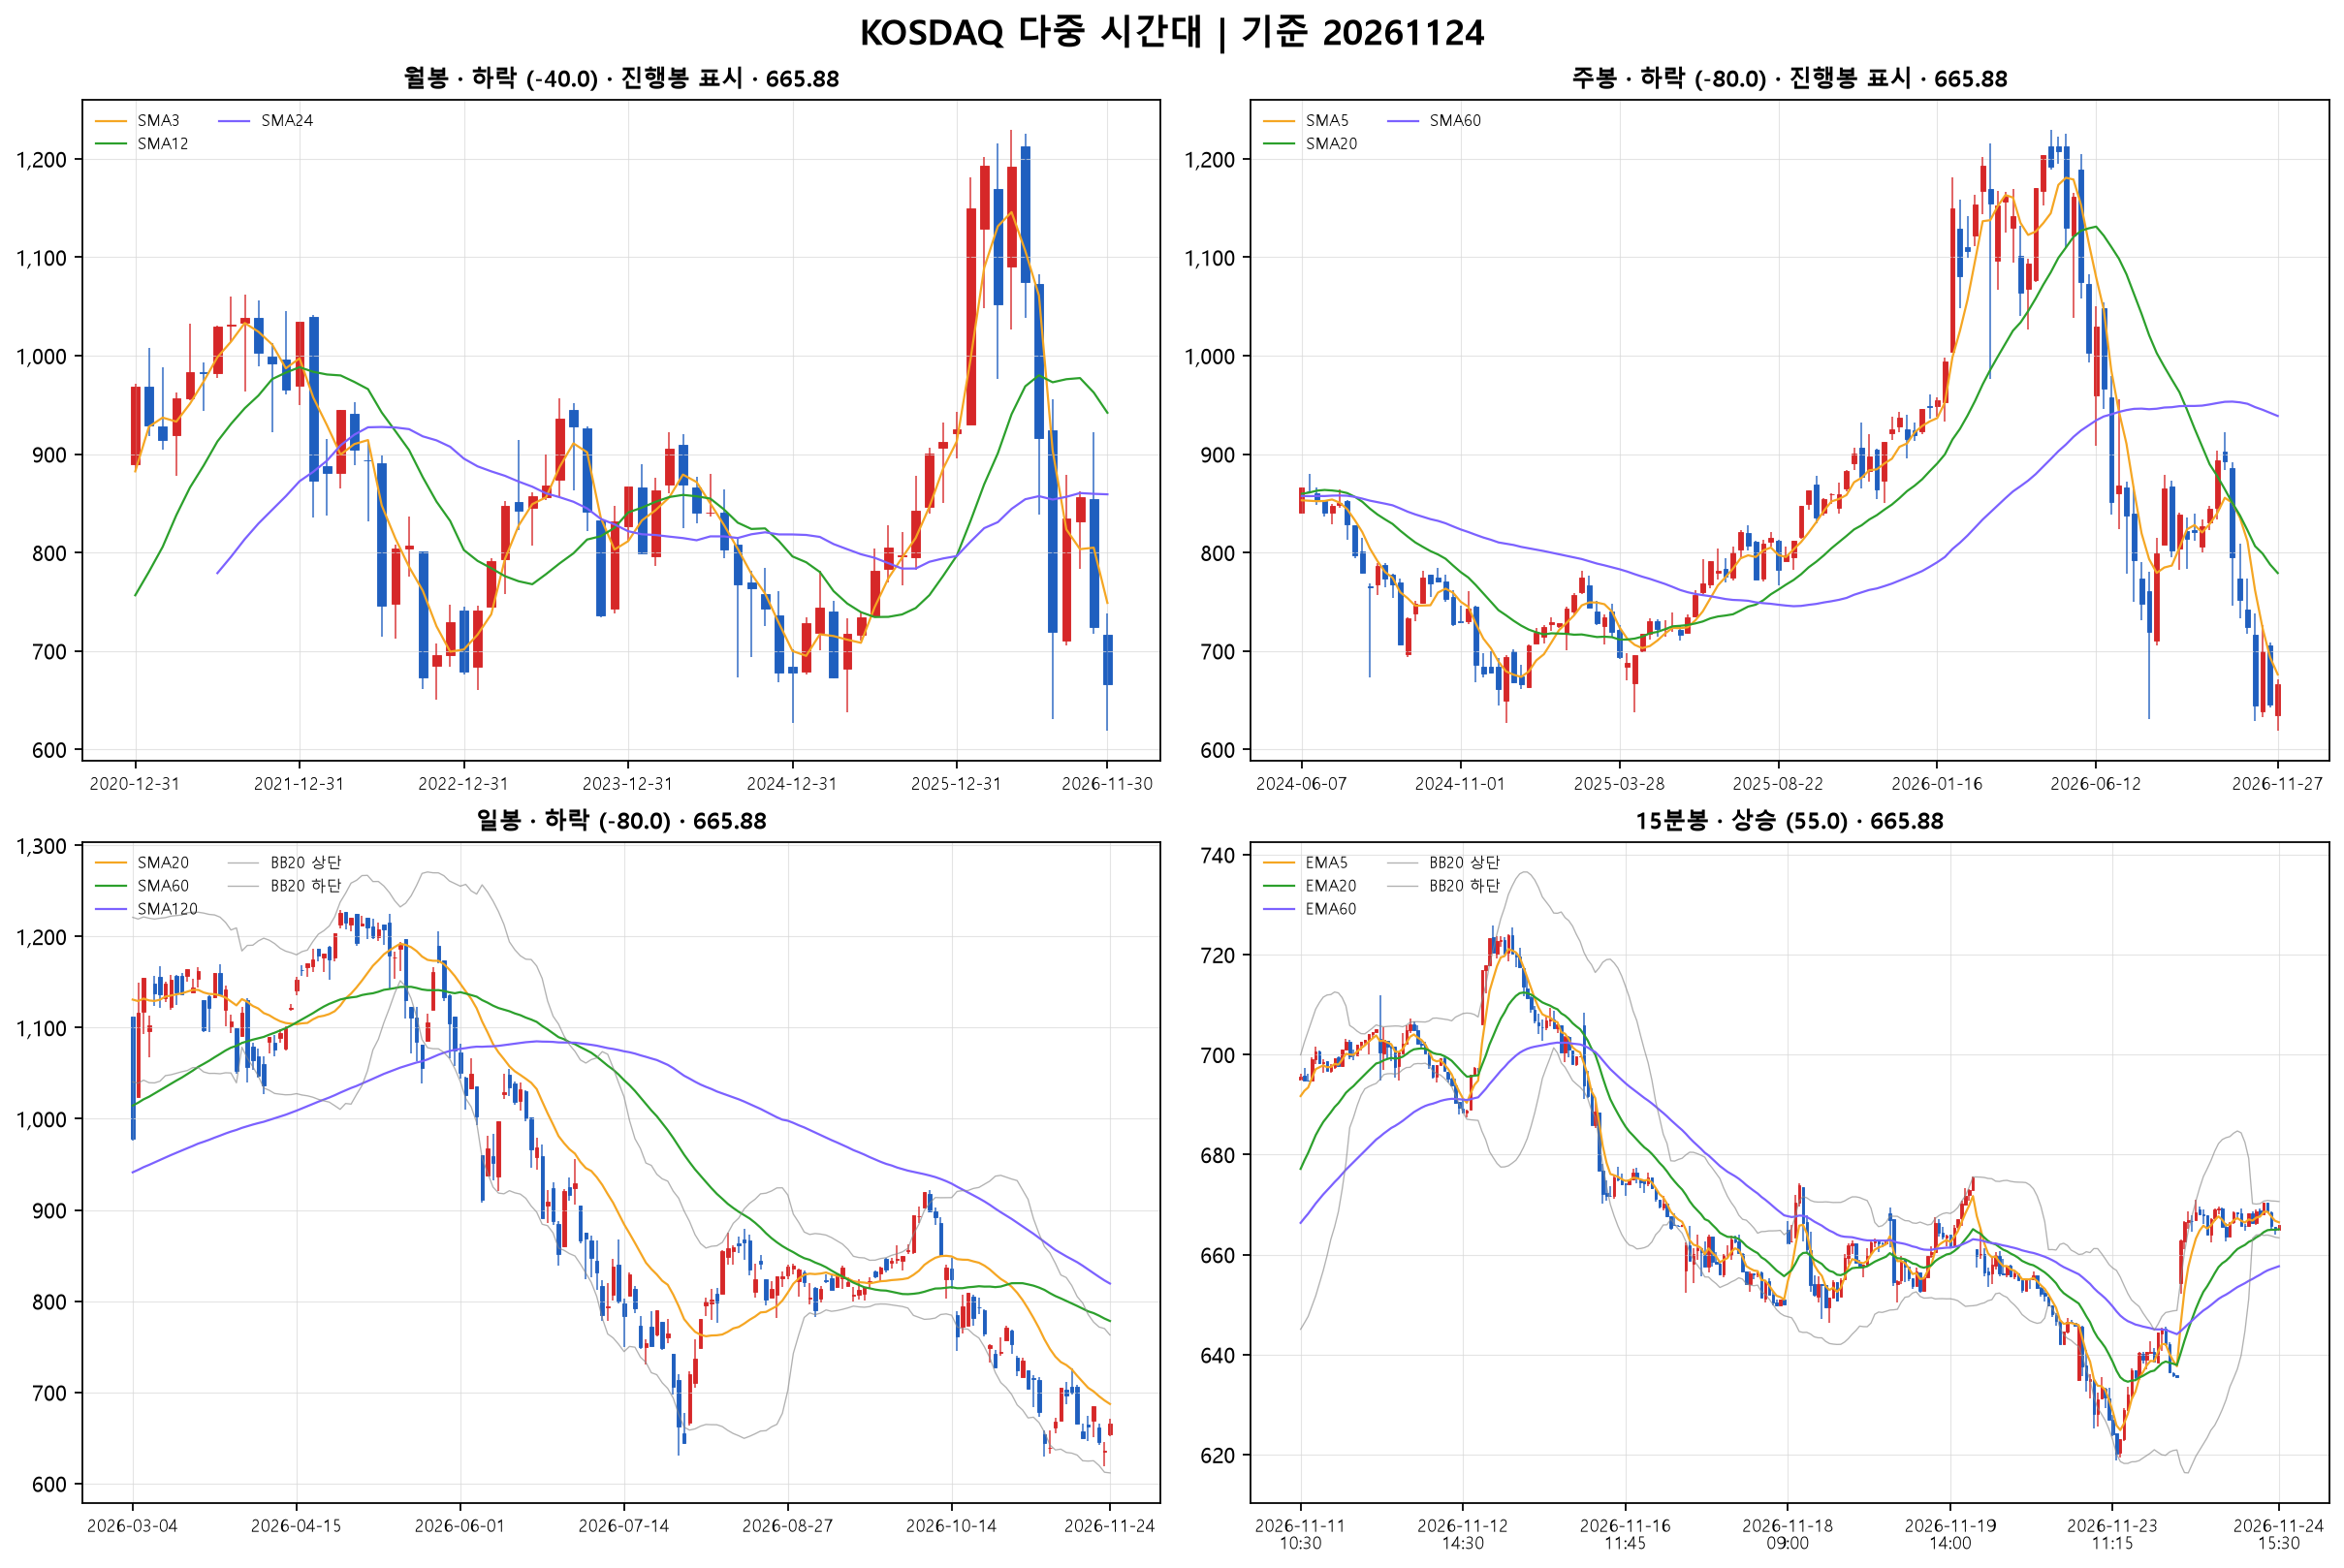 KOSDAQ 다중 시간대 | 기준 20261124
월봉 · 하락 (-40.0) · 진행봉 표시 · 665.88
SMA3 SMA24
SMA12
1,200
1,100
1,000
900
800
700
600
2020-12-31 2021-12-31 2022-12-31 2023-12-31 2024-12-31 2025-12-31 2026-11-30
주봉 · 하락 (-80.0) · 진행봉 표시 · 665.88
SMA5 SMA60
SMA20
1,200
1,100
1,000
900
800
700
600
2024-06-07 2024-11-01 2025-03-28 2025-08-22 2026-01-16 2026-06-12 2026-11-27
일봉 · 하락 (-80.0) · 665.88
SMA20 BB20 상단
SMA60 BB20 하단
SMA120
1,300
1,200
1,100
1,000
900
800
700
600
2026-03-04 2026-04-15 2026-06-01 2026-07-14 2026-08-27 2026-10-14 2026-11-24
15분봉 · 상승 (55.0) · 665.88
EMA5 BB20 상단
EMA20 BB20 하단
EMA60
740
720
700
680
660
640
620
2026-11-11 2026-11-12 2026-11-16 2026-11-18 2026-11-19 2026-11-23 2026-11-24
10:30 14:30 11:45 09:00 14:00 11:15 15:30